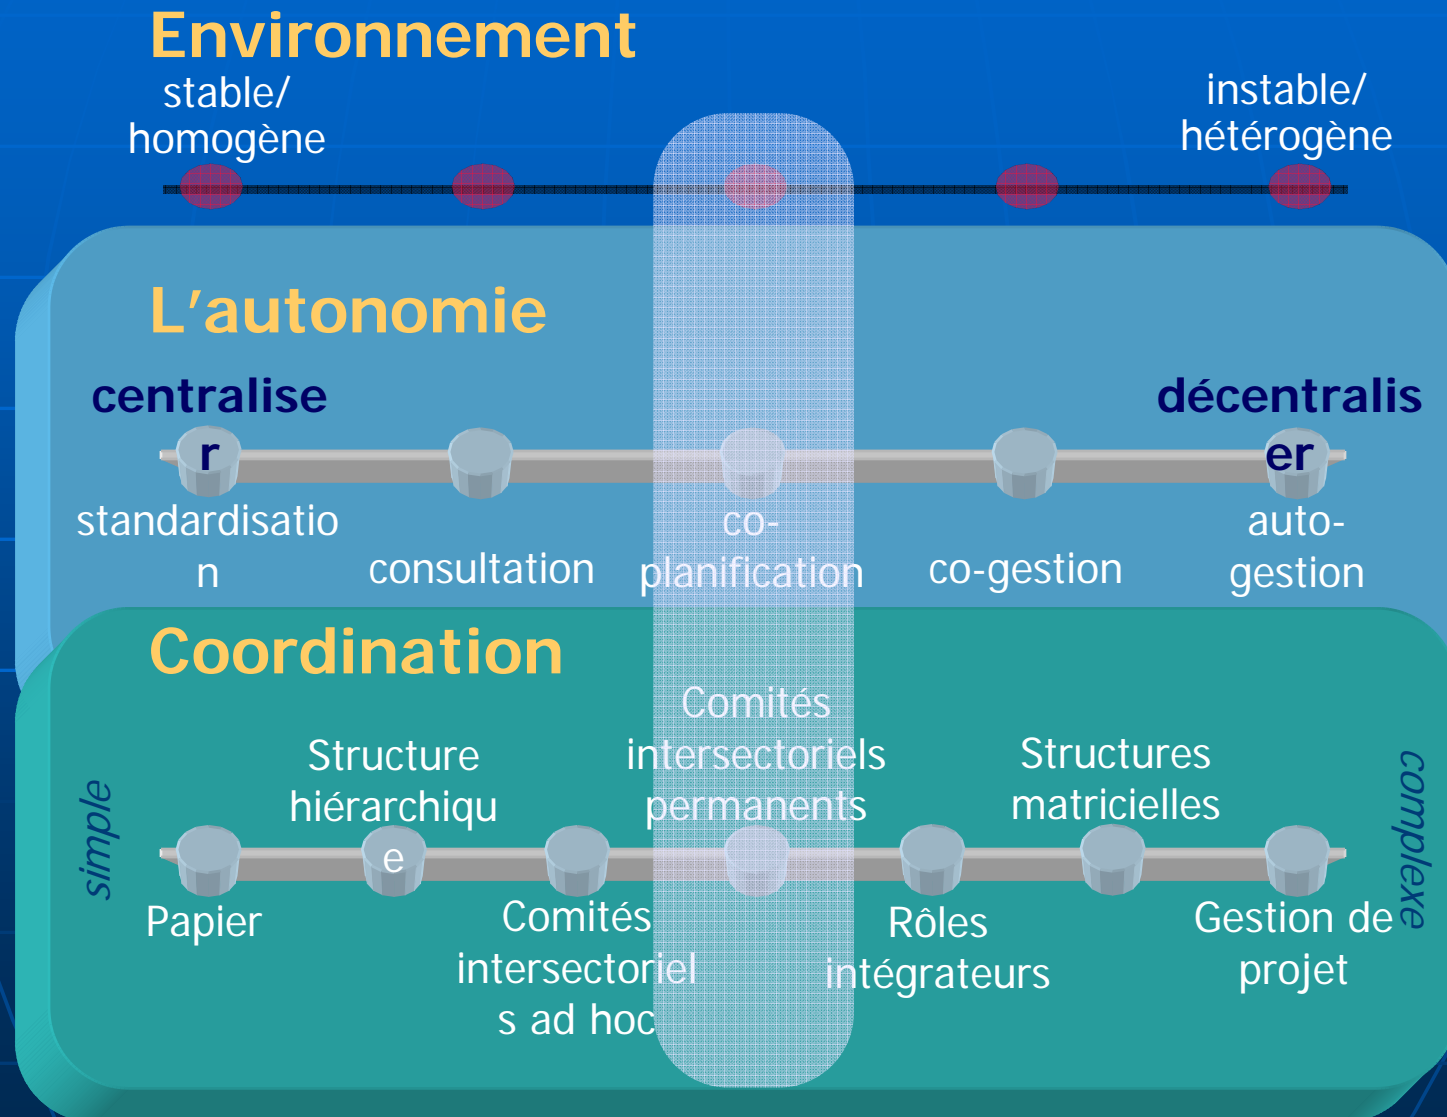 Environnement
stable/
homogène
instable/
hétérogène
L'autonomie
centralise
r
décentralis
er
standardisatio
n
consultation
co-
planification
co-gestion
auto-
gestion
Coordination
simple
Papier
Structure
hiérarchiqu
e
Comités
intersectoriel
s ad hoc
Comités
intersectoriels
permanents
Rôles
intégrateurs
Structures
matricielles
Gestion de
projet
complexe